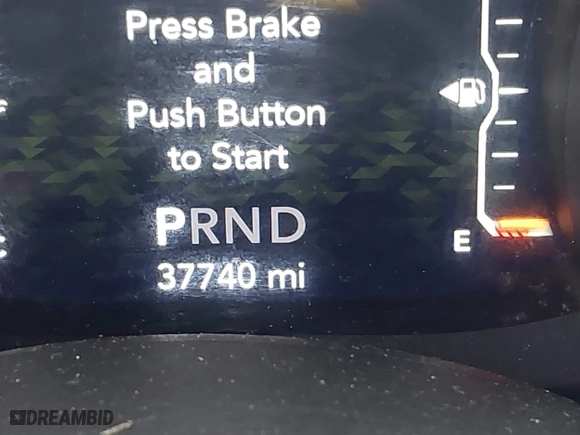 Press Brake
and
Push Button
to Start
PRND
E
37740 mi
DREAMBID